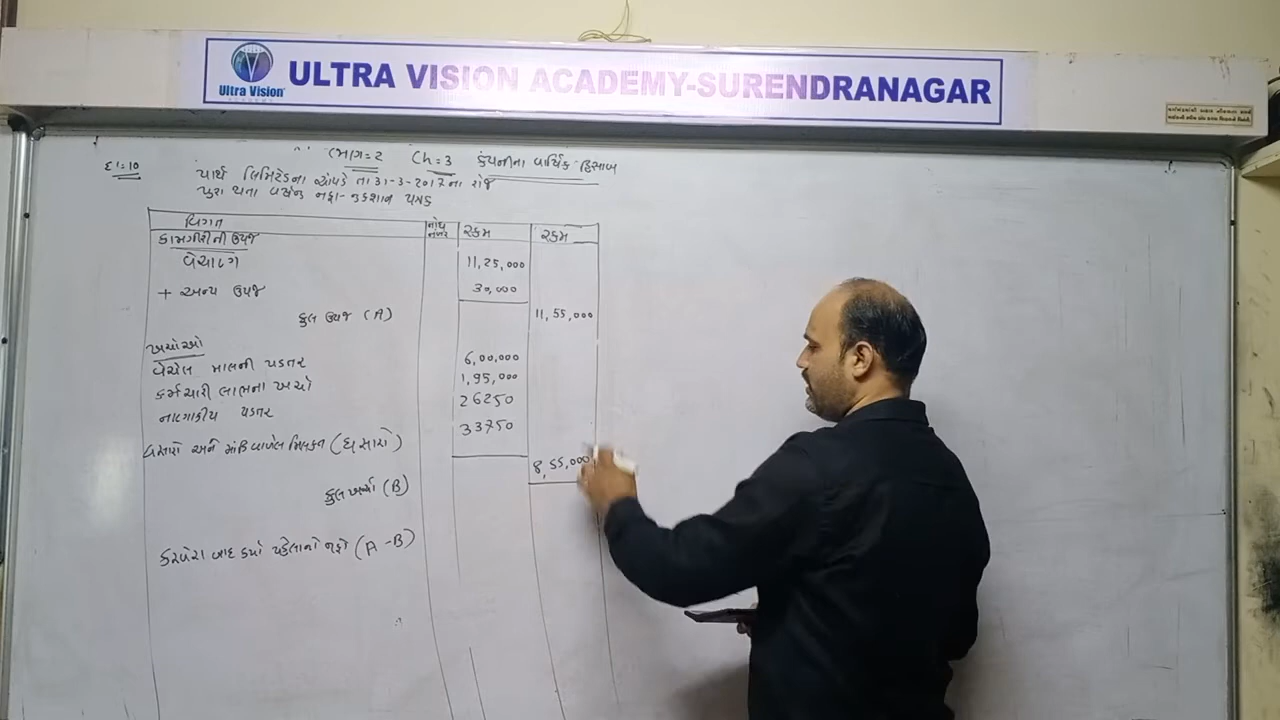 ULTRA VISION ACADEMY-SURENDRANAGAR
Ultra Vision
ACADEMY
દા=10 ભાગ=2 Ch=3 કંપનીના વાર્ષિક હિસાબ
પાર્થ લિમિટેડના ચોપડે તા 31-3-2017ના રોજ
પુરા થતા વર્ષનું નફા-નુકશાન પત્રક
વિગત નોંધ નંબર રકમ રકમ
કામગીરીની ઉપજ
વેચાણ 11,25,000
+ અન્ય ઉપજ 30,000
કુલ ઉપજ (A) 11,55,000
ખર્ચાઓ
વેચેલ માલની પડતર 6,00,000
કર્મચારી લાભના ખર્ચા 1,95,000
નાણાકીય પડતર 26250
ઘસારો અને માંડિવાળેલ મિલકત (ઘસારો) 33750
8,55,000
કુલ ખર્ચા (B)
કરવેરા બાદ કર્યા પહેલાનો નફો (A-B)